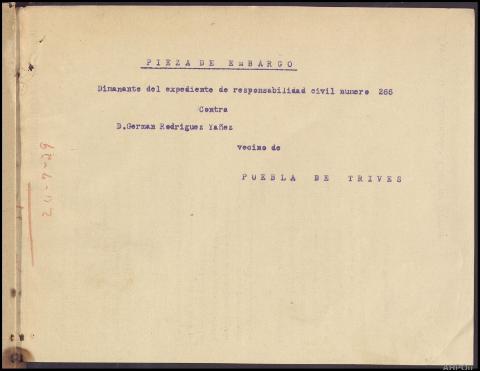 PIEZA DE EMBARGO
Dimanante del expediente de responsabilidad civil numero 266
Contra
D.German Rodriguez Yañez
vecino de
PUEBLA DE TRIVES